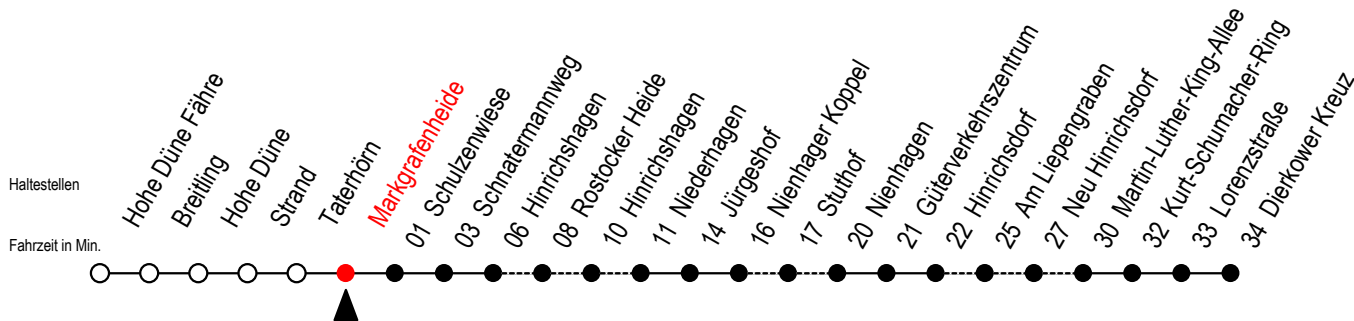 Haltestellen
Fahrzeit in Min.
Hohe Düne Fähre
Breitling
Hohe Düne
Strand
Taterhörn
Markgrafenheide
01 Schulzenwiese
03 Schnatermannweg
06 Hinrichshagen
08 Rostocker Heide
10 Hinrichshagen
11 Niederhagen
14 Jürgeshof
16 Nienhager Koppel
17 Stuthof
20 Nienhagen
21 Güterverkehrszentrum
22 Hinrichsdorf
25 Am Liepengraben
27 Neu Hinrichsdorf
30 Martin-Luther-King-Allee
32 Kurt-Schumacher-Ring
33 Lorenzstraße
34 Dierkower Kreuz